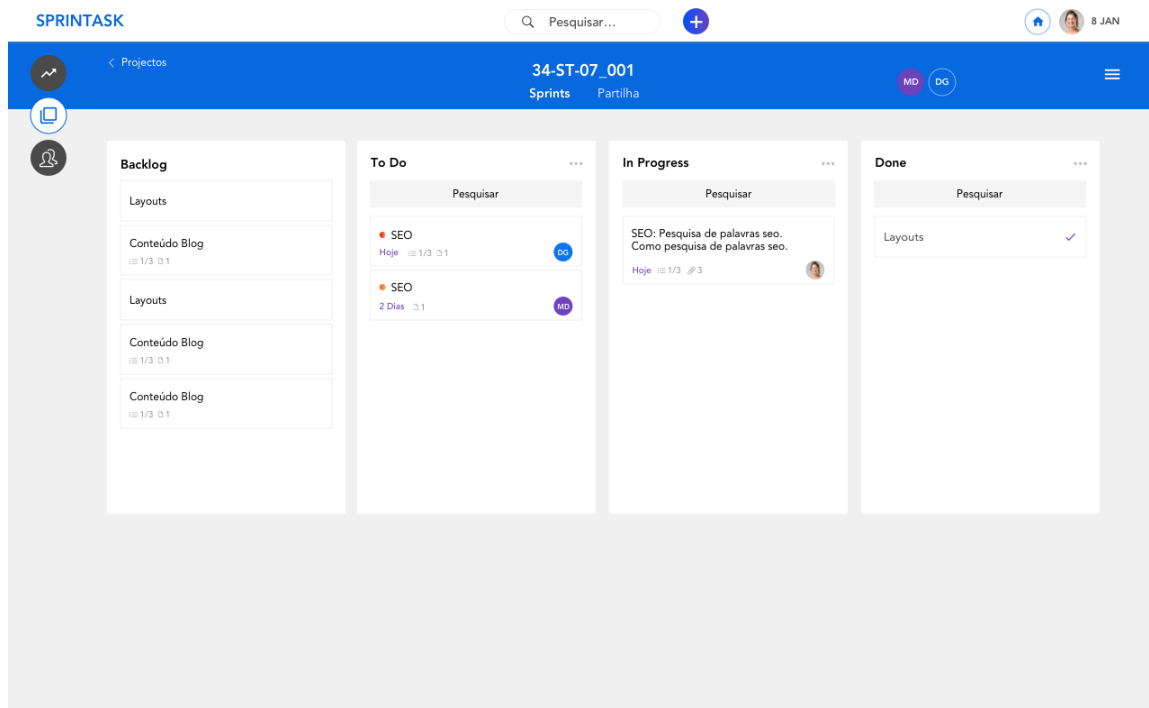 SPRINTASK
Pesquisar...
8 JAN
Projectos
34-ST-07_001
Sprints Partilha
MD DG
Backlog
Layouts
Conteúdo Blog
1/3 1
Layouts
Conteúdo Blog
1/3 1
Conteúdo Blog
1/3 1
To Do
Pesquisar
SEO
Hoje 1/3 1 DG
SEO
2 Dias 1 MD
In Progress
Pesquisar
SEO: Pesquisa de palavras seo.
Como pesquisa de palavras seo.
Hoje 1/3 3
Done
Pesquisar
Layouts